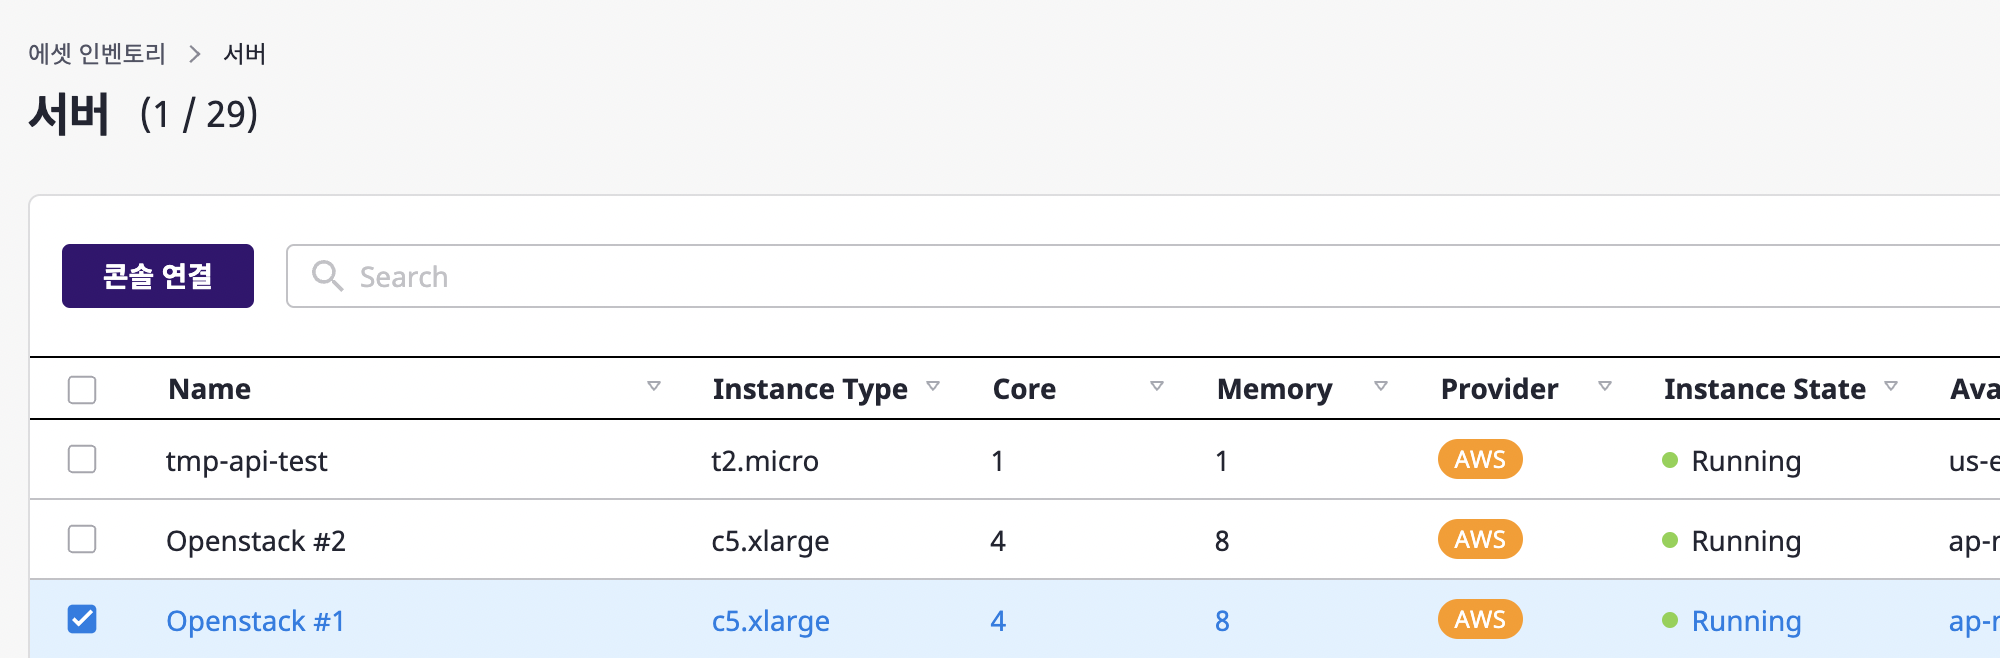 에셋 인벤토리 > 서버
서버 (1 / 29)
콘솔 연결 Search
Name Instance Type Core Memory Provider Instance State Ava
tmp-api-test t2.micro 1 1 AWS Running us-e
Openstack #2 c5.xlarge 4 8 AWS Running ap-n
Openstack #1 c5.xlarge 4 8 AWS Running ap-n